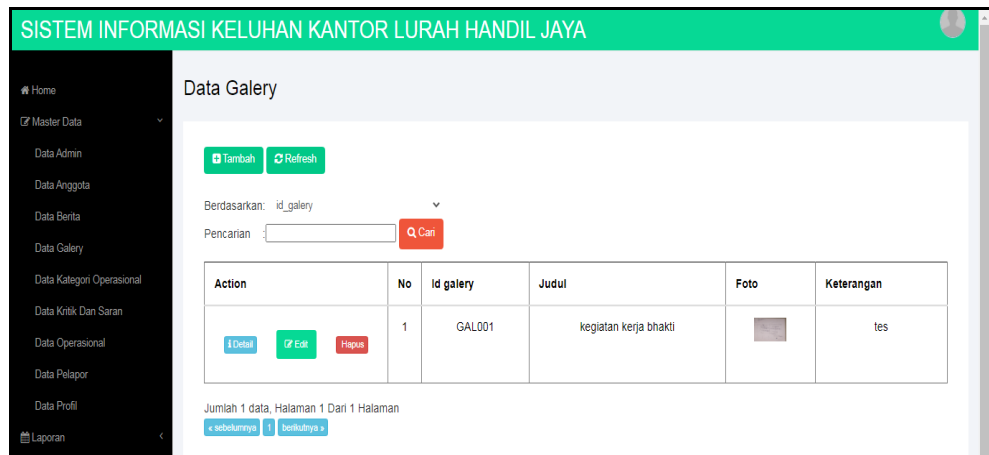 SISTEM INFORMASI KELUHAN KANTOR LURAH HANDIL JAYA
Home
Master Data
Data Admin
Data Anggota
Data Berita
Data Galery
Data Kategori Operasional
Data Kritik Dan Saran
Data Operasional
Data Pelapor
Data Profil
Laporan
Data Galery
Tambah Refresh
Berdasarkan: id_galery
Pencarian : Cari
Action No Id galery Judul Foto Keterangan
Detail Edit Hapus 1 GAL001 kegiatan kerja bhakti tes
Jumlah 1 data, Halaman 1 Dari 1 Halaman
« sebelumnya 1 berikutnya »